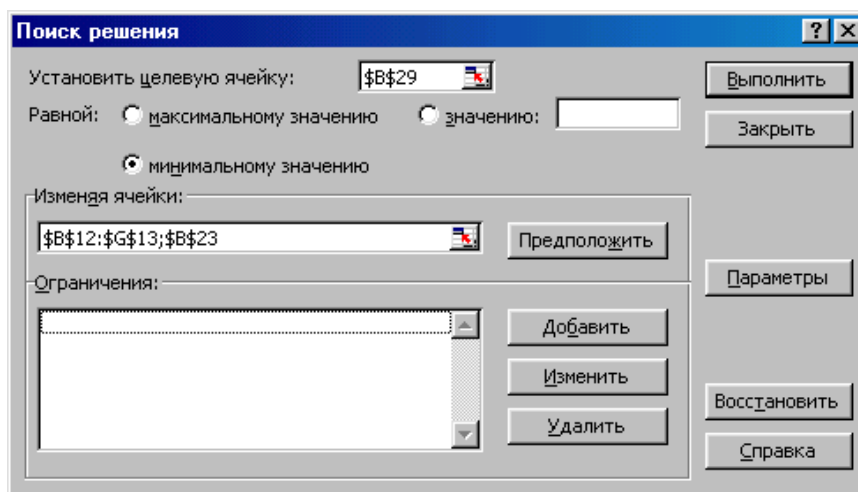 Поиск решения
Установить целевую ячейку: $B$29
Выполнить
Равной: максимальному значению значению:
Закрыть
минимальному значению
Изменяя ячейки:
$B$12:$G$13;$B$23
Предположить
Ограничения:
Параметры
Добавить
Изменить
Восстановить
Удалить
Справка